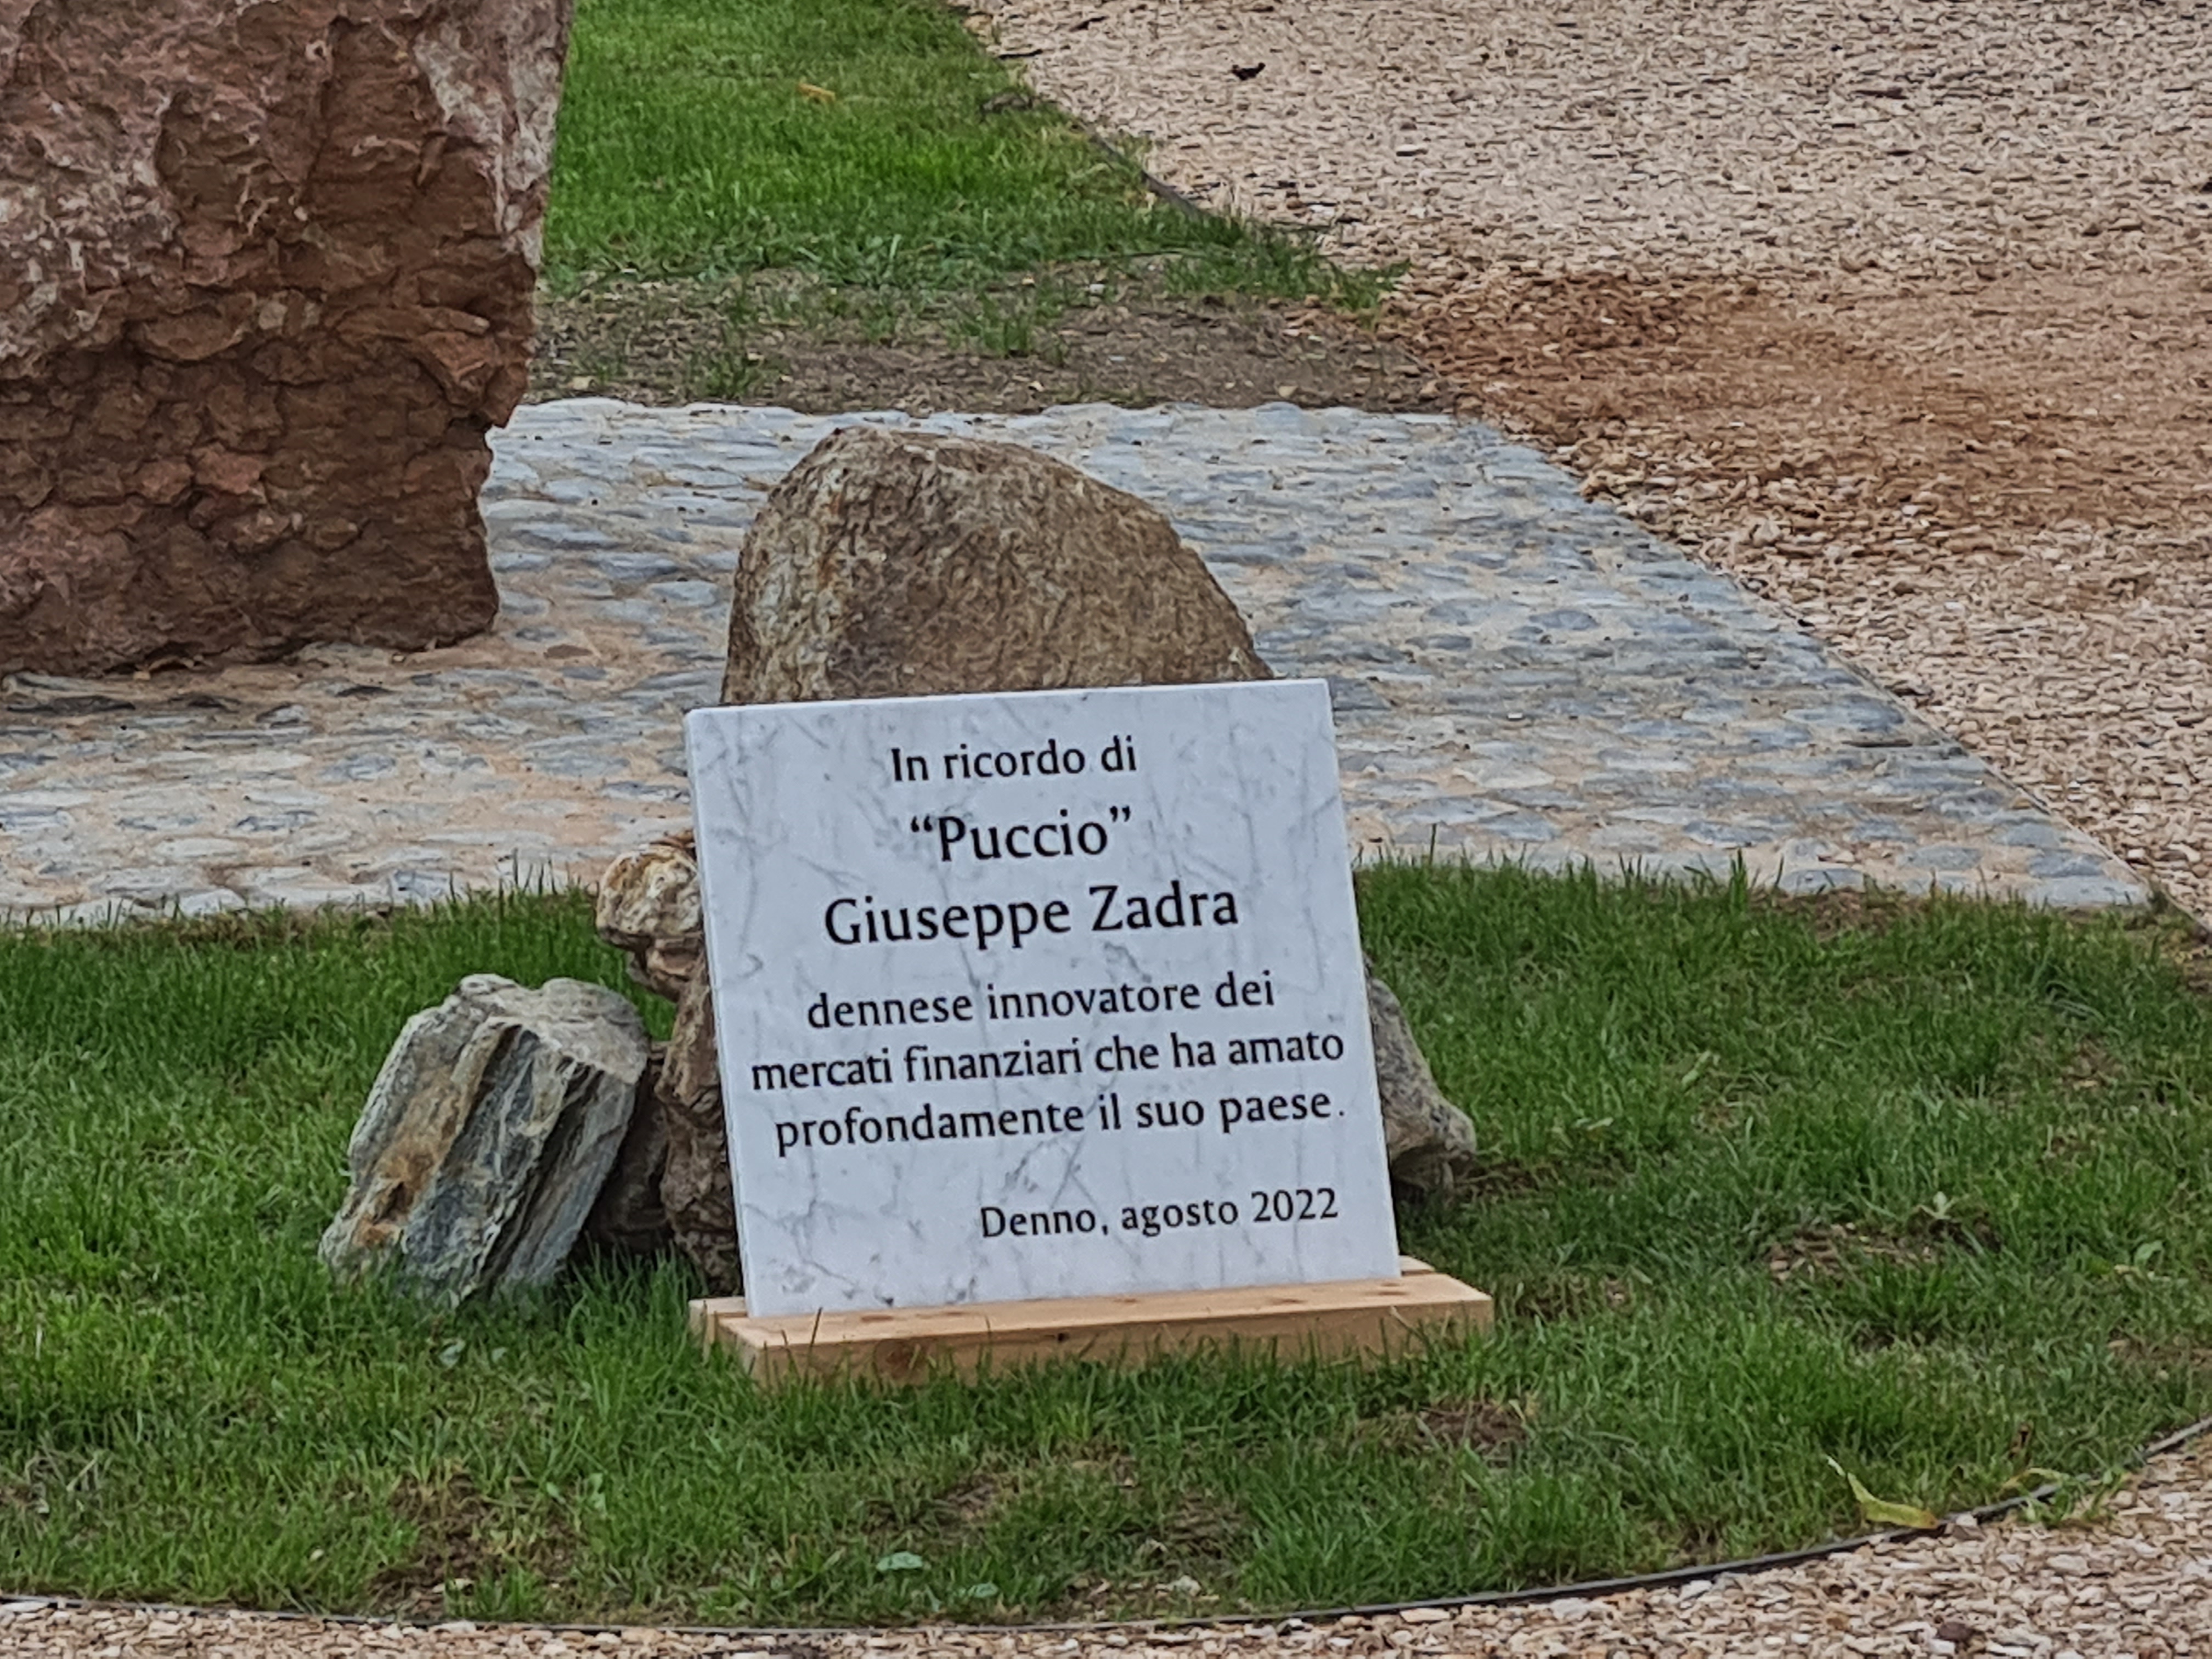 In ricordo di
“Puccio”
Giuseppe Zadra
dennese innovatore dei
mercati finanziari che ha amato
profondamente il suo paese.
Denno, agosto 2022